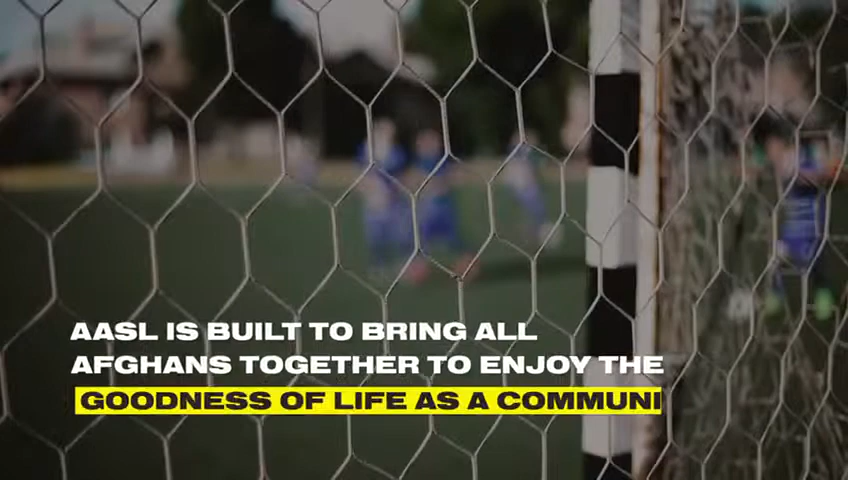 AASL IS BUILT TO BRING ALL
AFGHANS TOGETHER TO ENJOY THE
GOODNESS OF LIFE AS A COMMUNI